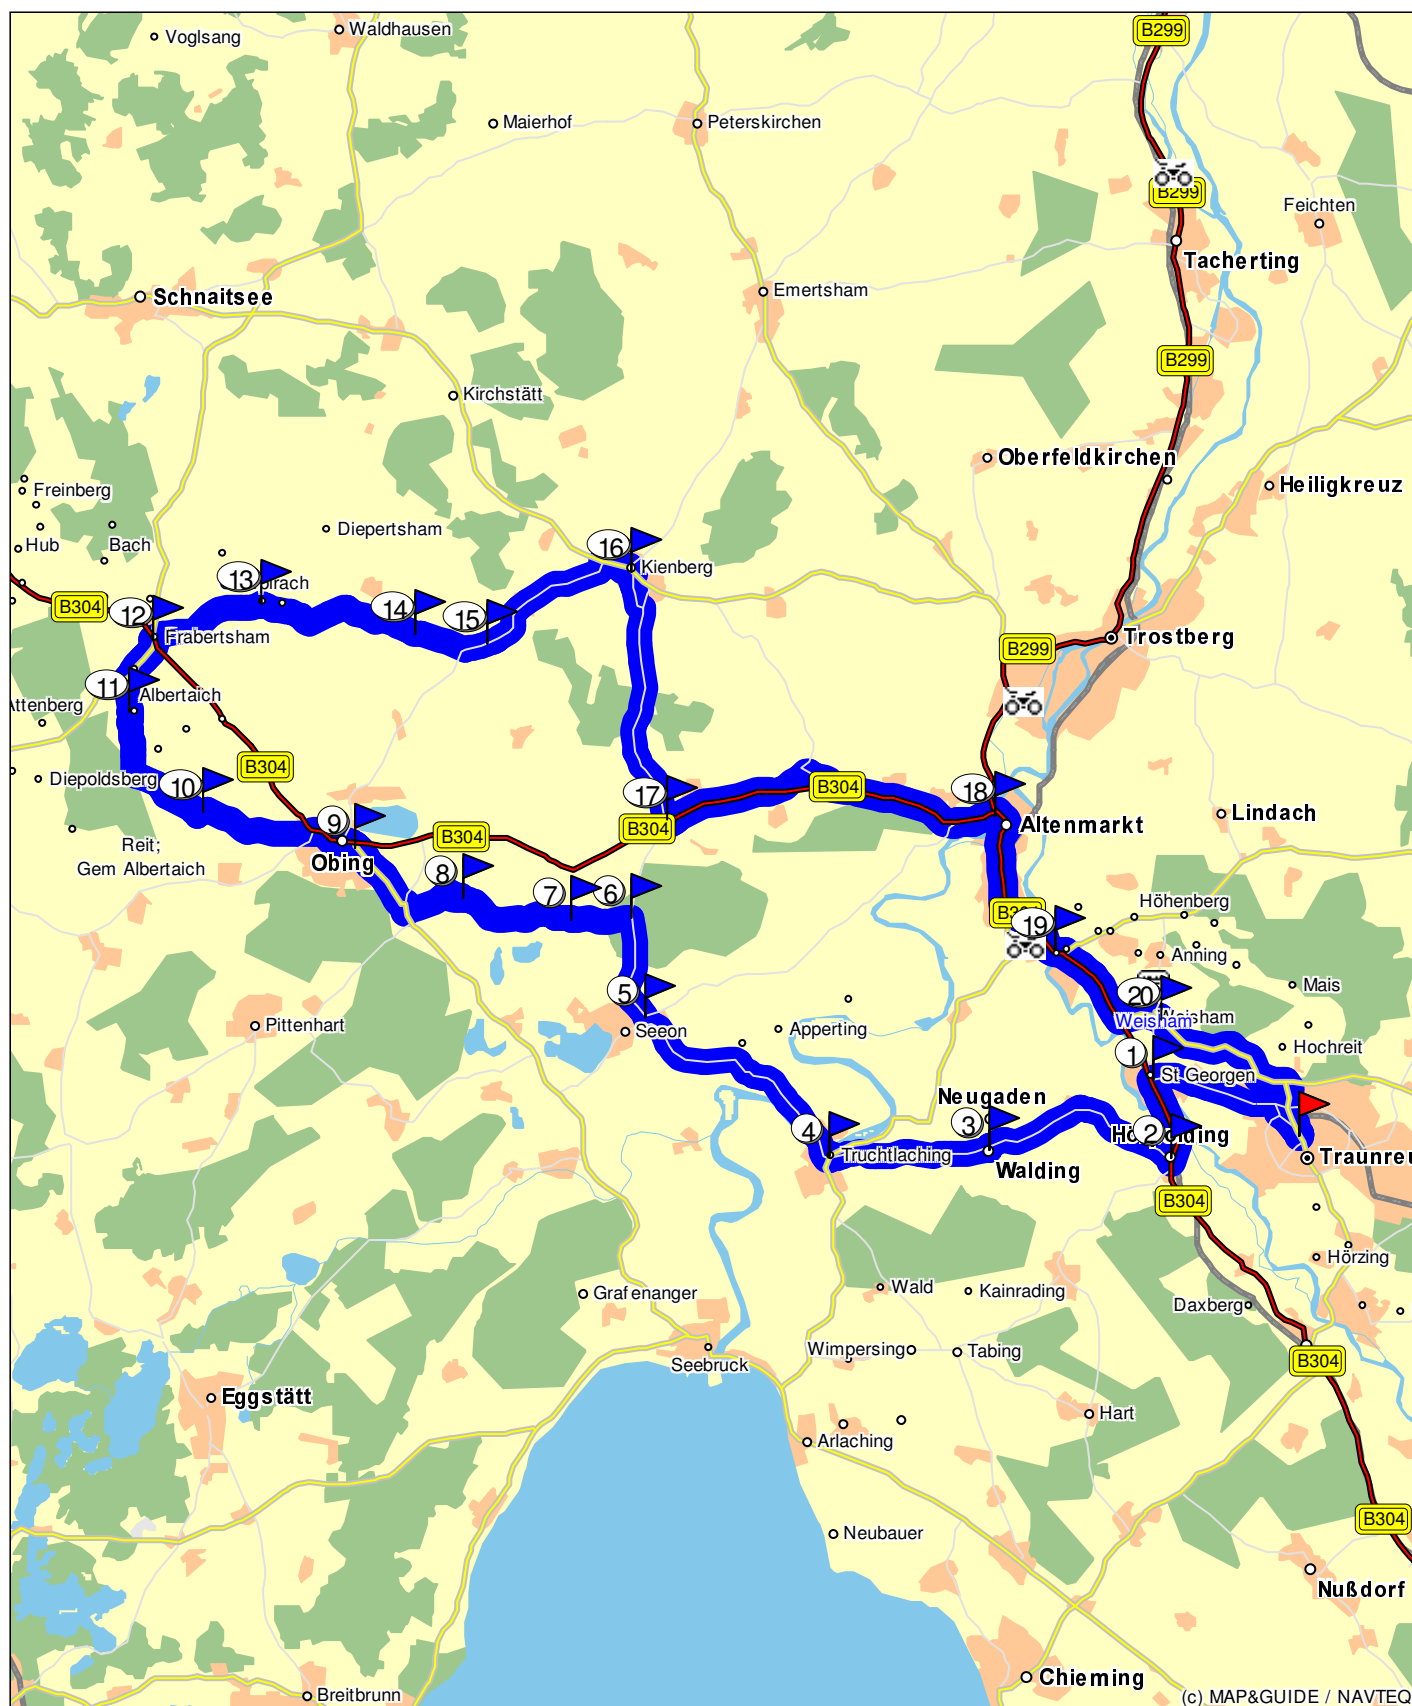 B299
Voglsang
Waldhausen
Maierhof
Peterskirchen
B299
Feichten
Tacherting
Schnaitsee
Emertsham
B299
Kirchstätt
Oberfeldkirchen
Heiligkreuz
Freinberg
Diepertsham
Hub
Bach
16
Kienberg
13
B304
12
14
15
Frabertsham
Trostberg
B299
11
Albertaich
Attenberg
B304
Diepoldsberg
10
17
B304
18
Lindach
9
B304
B304
Altenmarkt
Reit;
Gem Albertaich
Obing
8
7
6
Höhenberg
19
Anning
5
20
Mais
Weisham
Weisham
Pittenhart
Seeon
Apperting
Hochreit
1
St Georgen
Neugaden
4
3
2
Truchtlaching
Walding
B304
Hörzing
Wald
Kainrading
Grafenanger
Daxberg
Wimpersing
Tabing
Seebruck
B304
Eggstätt
Hart
Arlaching
B304
Neubauer
Nußdorf
Chieming
Breitbrunn
(c) MAP&GUIDE / NAVTEQ